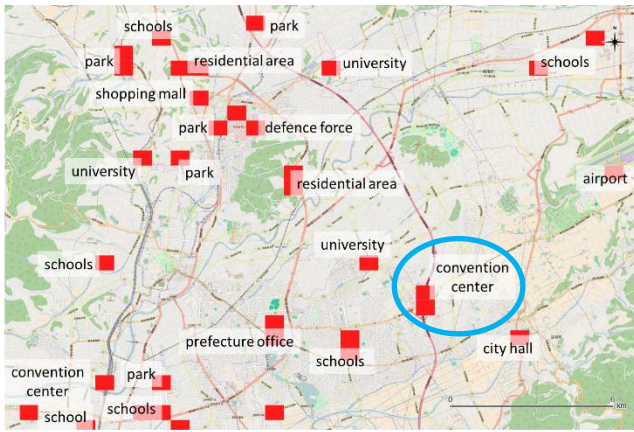 park
schools
park
residential area
university
schools
shopping mall
park
defence force
university
park
residential area
airport
university
schools
convention
center
prefecture office
schools
city hall
convention
center
park
school
schools
0
6
km